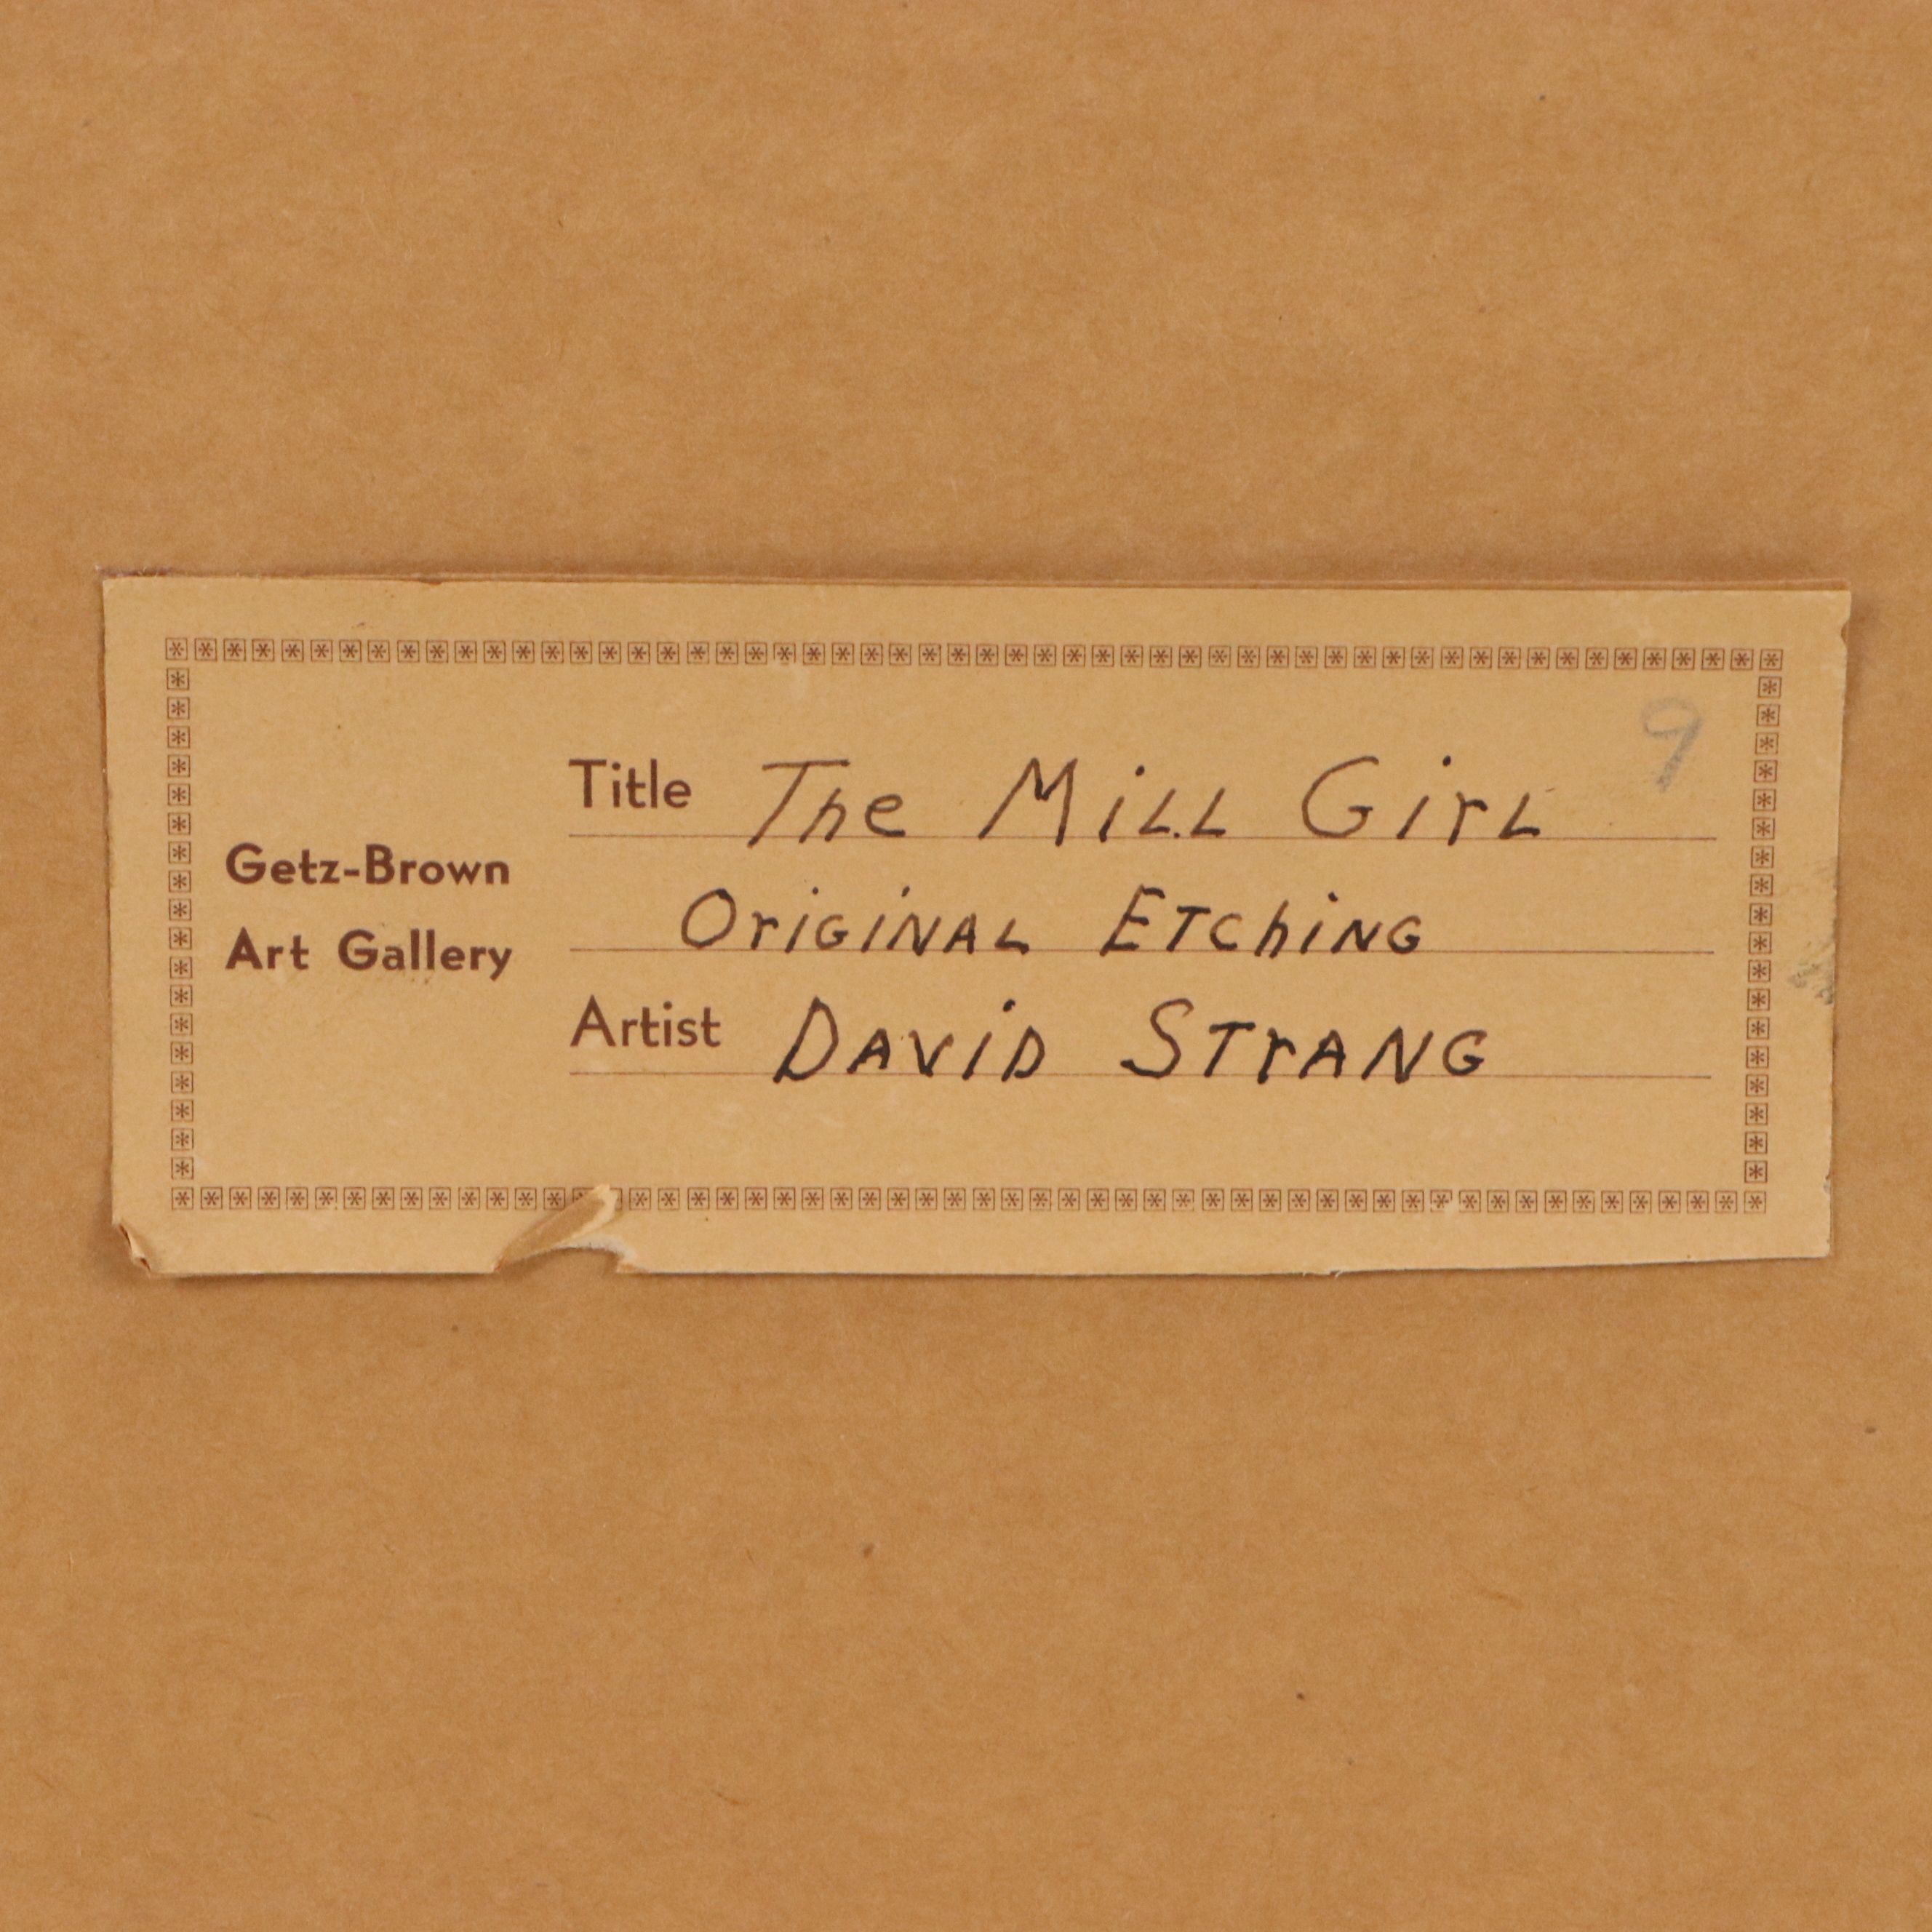 Getz-Brown
Art Gallery
Title The Mill Girl
Original Etching
Artist David Strang
9